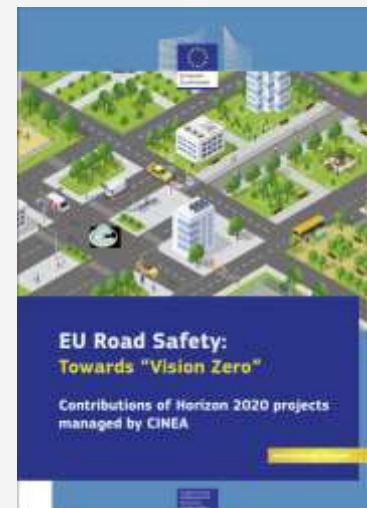 EU Road Safety:
Towards "Vision Zero"
Contributions of Horizon 2020 projects
managed by CINEA